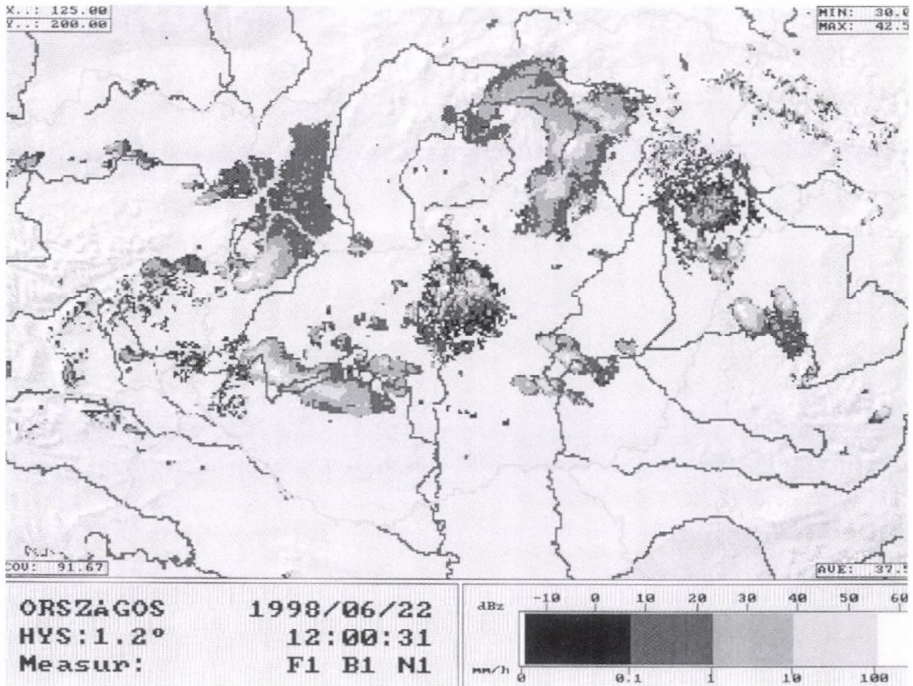 X..: 125.00
Y..: 200.00
MIN: 30.0
MAX: 42.5
COV: 91.67
AVE: 37.5
ORSZÁGOS 1998/06/22
HYS:1.2° 12:00:31
Measur: F1 B1 N1
dBz -10 0 10 20 30 40 50 60
mm/h 0 0.1 1 10 100